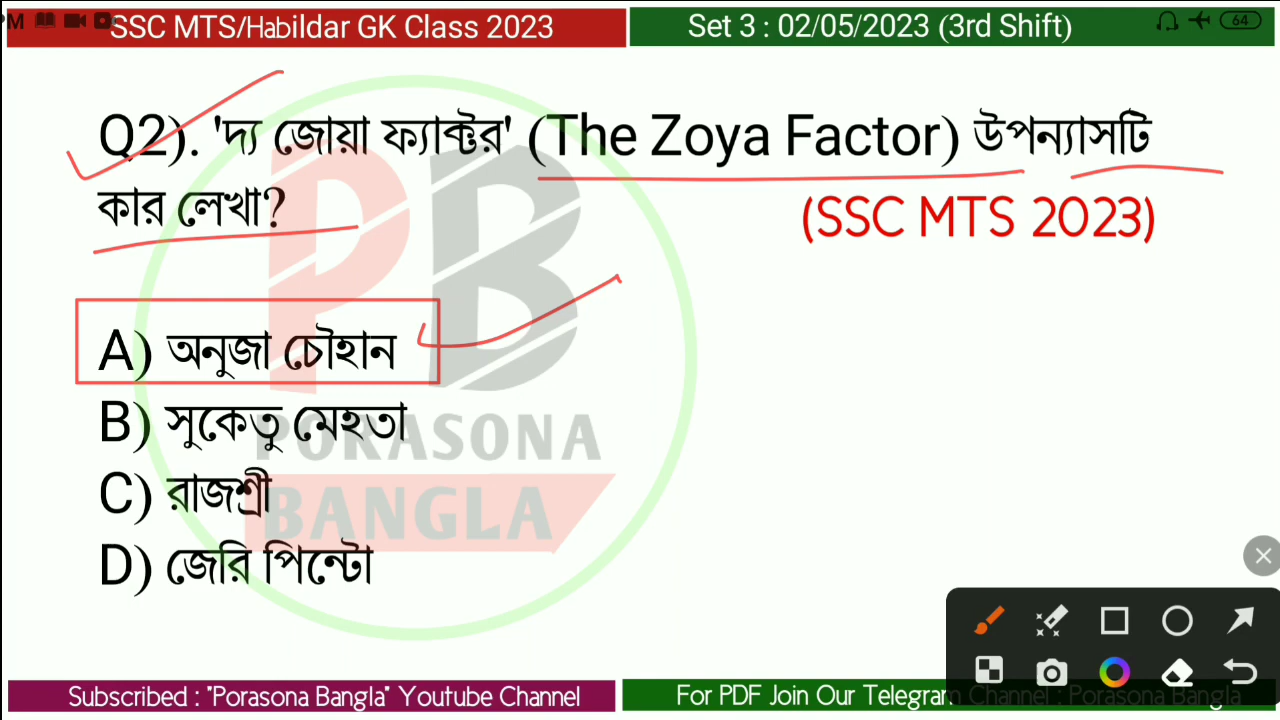 SSC MTS/Habildar GK Class 2023
Set 3 : 02/05/2023 (3rd Shift)
64
Q2). 'দ্য জোয়া ফ্যাক্টর' (The Zoya Factor) উপন্যাসটি
কার লেখা?
(SSC MTS 2023)
A) অনুজা চৌহান
B) সুকেতু মেহতা
C) রাজশ্রী
D) জেরি পিন্টো
PB
PORASONA
BANGLA
Subscribed : "Porasona Bangla" Youtube Channel
For PDF Join Our Telegram Channel : Porasona Bangla